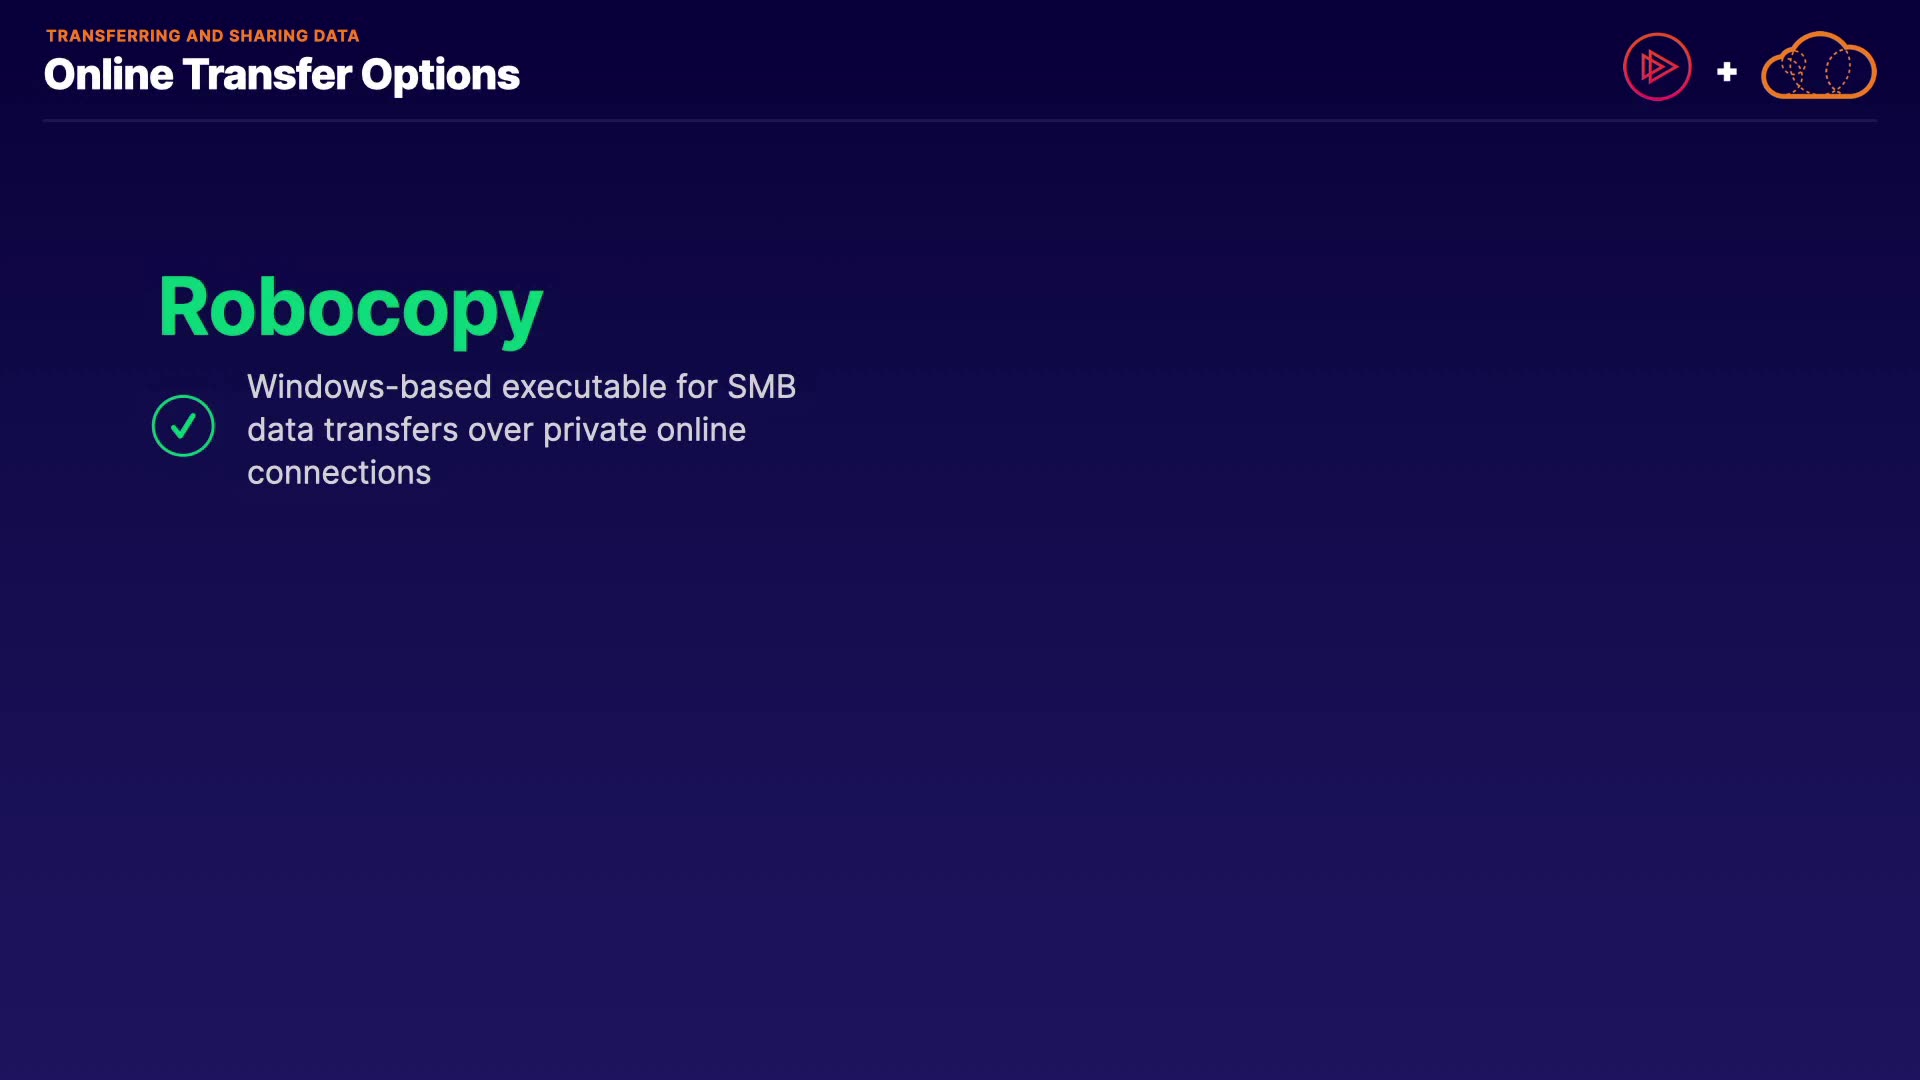 TRANSFERRING AND SHARING DATA
Online Transfer Options
Robocopy
Windows-based executable for SMB
data transfers over private online
connections